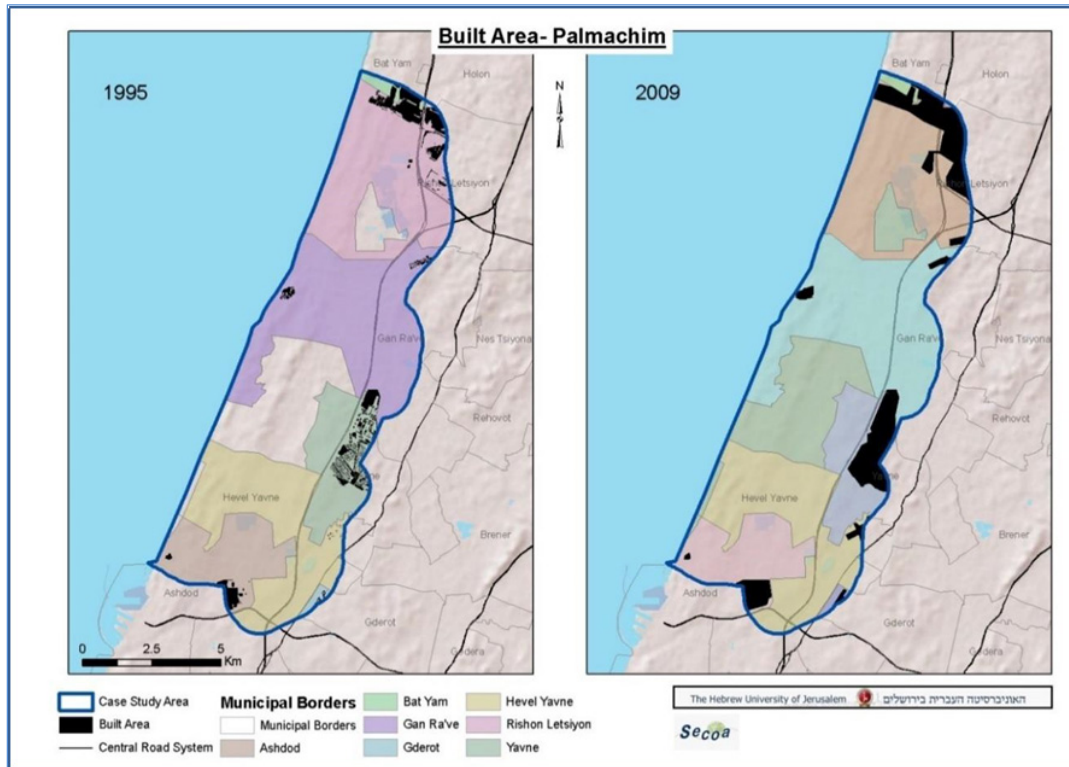 Built Area- Palmachim
1995
Bat Yam
Holon
Rishon Letsiyon
Gan Ra've
Hevel Yavne
Ashdod
0 2.5 5
Km
N
2009
Bat Yam
Holon
Rishon Letsiyon
Gan Ra've
Nes Tsiyona
Rehovot
Hevel Yavne
Brener
Ashdod
Gderot
Gedera
Case Study Area
Built Area
Central Road System
Municipal Borders
Municipal Borders
Ashdod
Bat Yam
Gan Ra've
Gderot
Hevel Yavne
Rishon Letsiyon
Yavne
The Hebrew University of Jerusalem האוניברסיטה העברית בירושלים
Secoa